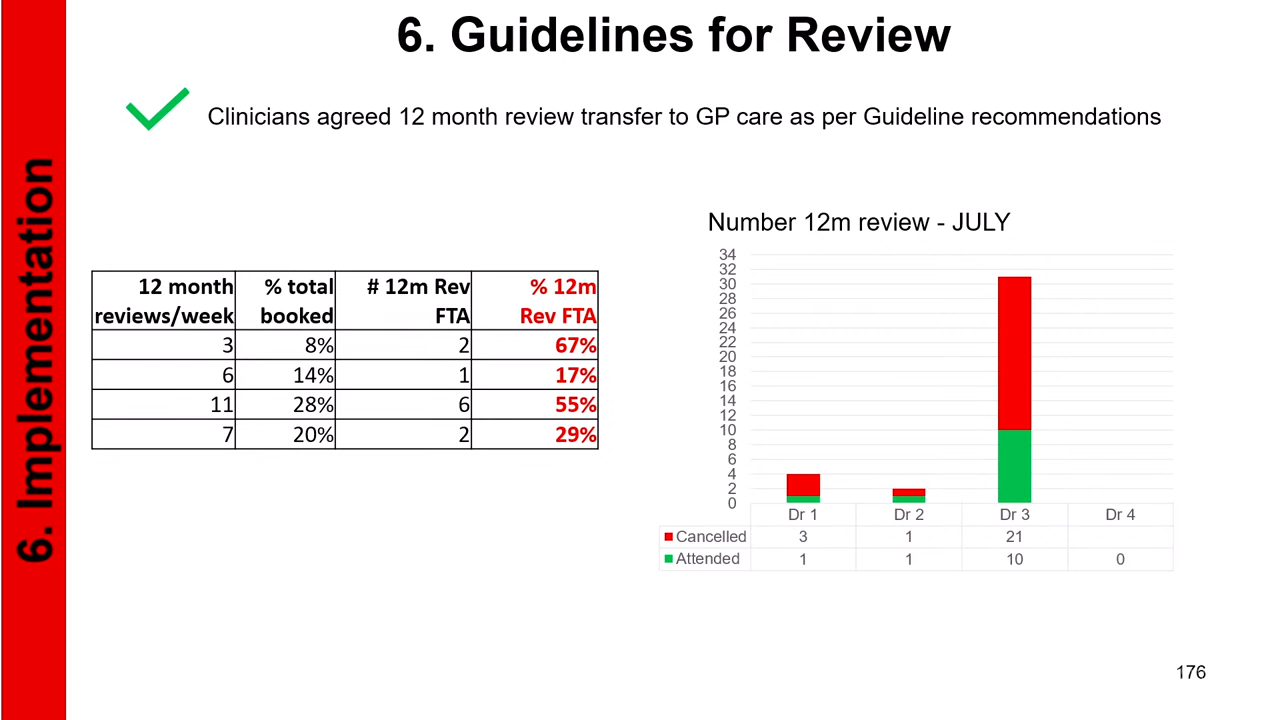 6. Guidelines for Review
Clinicians agreed 12 month review transfer to GP care as per Guideline recommendations
6. Implementation
12 month reviews/week % total booked # 12m Rev FTA % 12m Rev FTA
3 8% 2 67%
6 14% 1 17%
11 28% 6 55%
7 20% 2 29%
Number 12m review - JULY
34
32
30
28
26
24
22
20
18
16
14
12
10
8
6
4
2
0
Dr 1 Dr 2 Dr 3 Dr 4
Cancelled 3 1 21
Attended 1 1 10 0
176